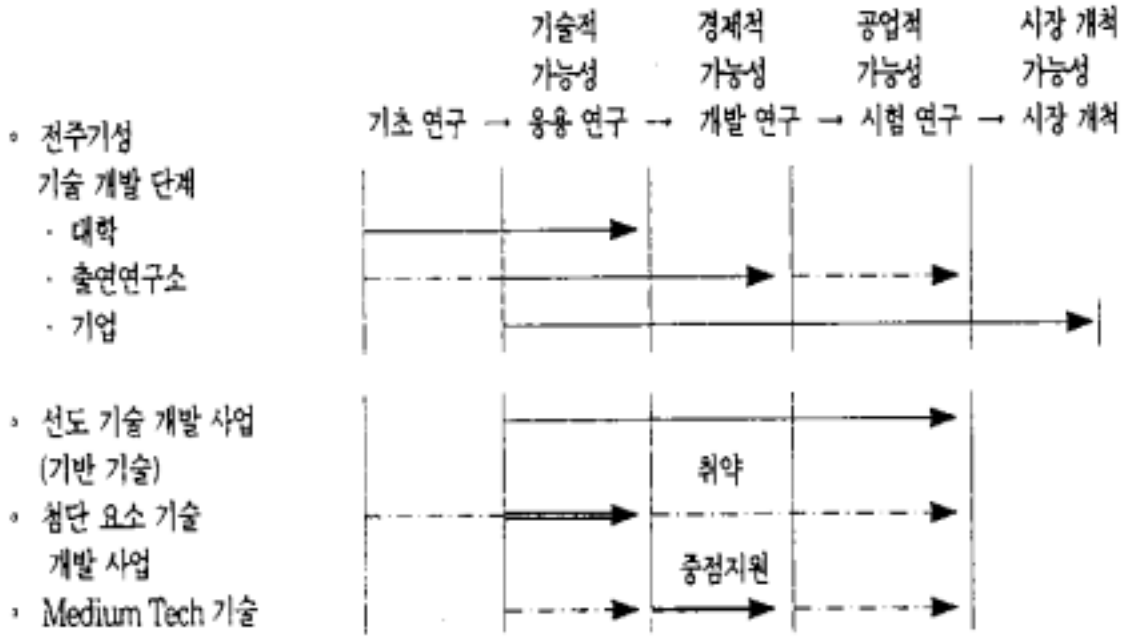 기술적 경제적 공업적 시장 개척
가능성 가능성 가능성 가능성
기초 연구 → 응용 연구 → 개발 연구 → 시험 연구 → 시장 개척
◦ 전주기성
기술 개발 단계
· 대학
· 출연연구소
· 기업
◦ 선도 기술 개발 사업
(기반 기술)
취약
◦ 첨단 요소 기술
개발 사업
중점지원
◦ Medium Tech 기술